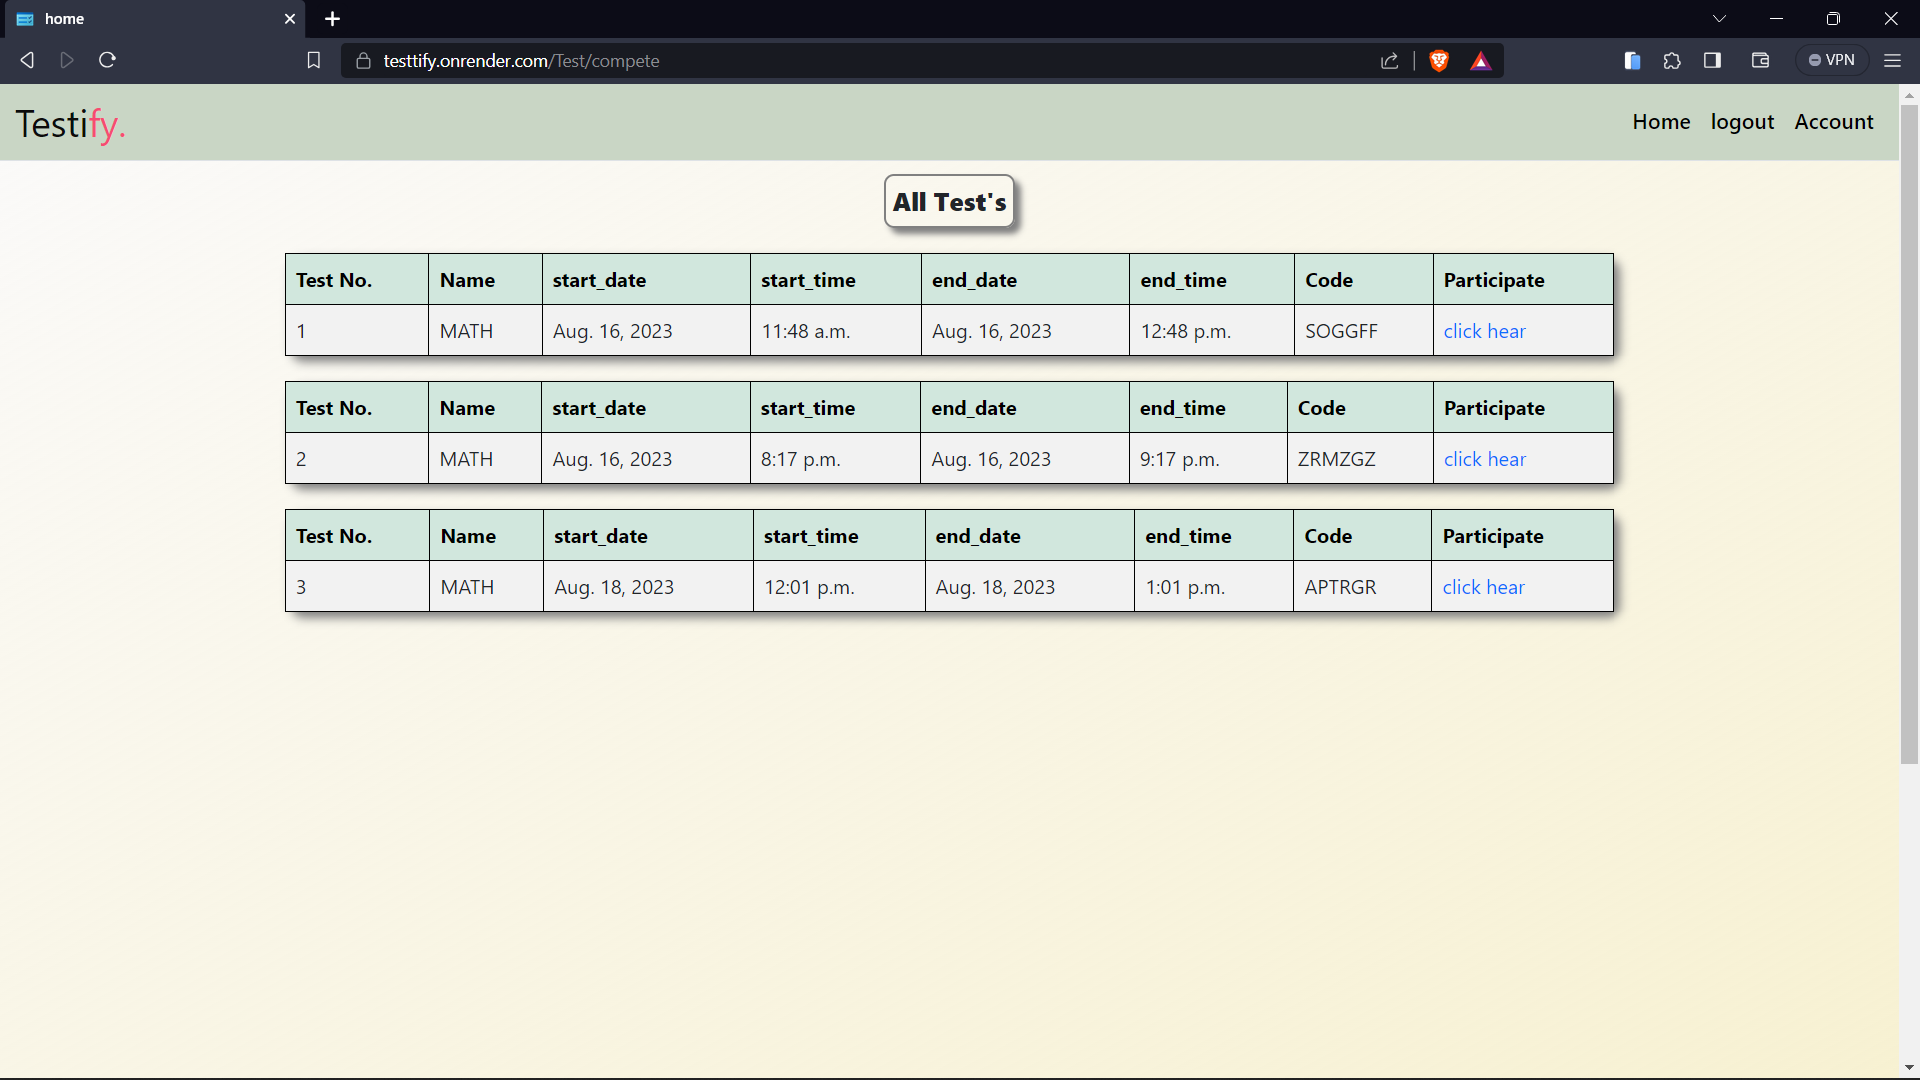 home
testtify.onrender.com/Test/compete
VPN
Testify.
Home logout Account
All Test's
Test No. Name start_date start_time end_date end_time Code Participate
1 MATH Aug. 16, 2023 11:48 a.m. Aug. 16, 2023 12:48 p.m. SOGGFF click hear
Test No. Name start_date start_time end_date end_time Code Participate
2 MATH Aug. 16, 2023 8:17 p.m. Aug. 16, 2023 9:17 p.m. ZRMZGZ click hear
Test No. Name start_date start_time end_date end_time Code Participate
3 MATH Aug. 18, 2023 12:01 p.m. Aug. 18, 2023 1:01 p.m. APTRGR click hear